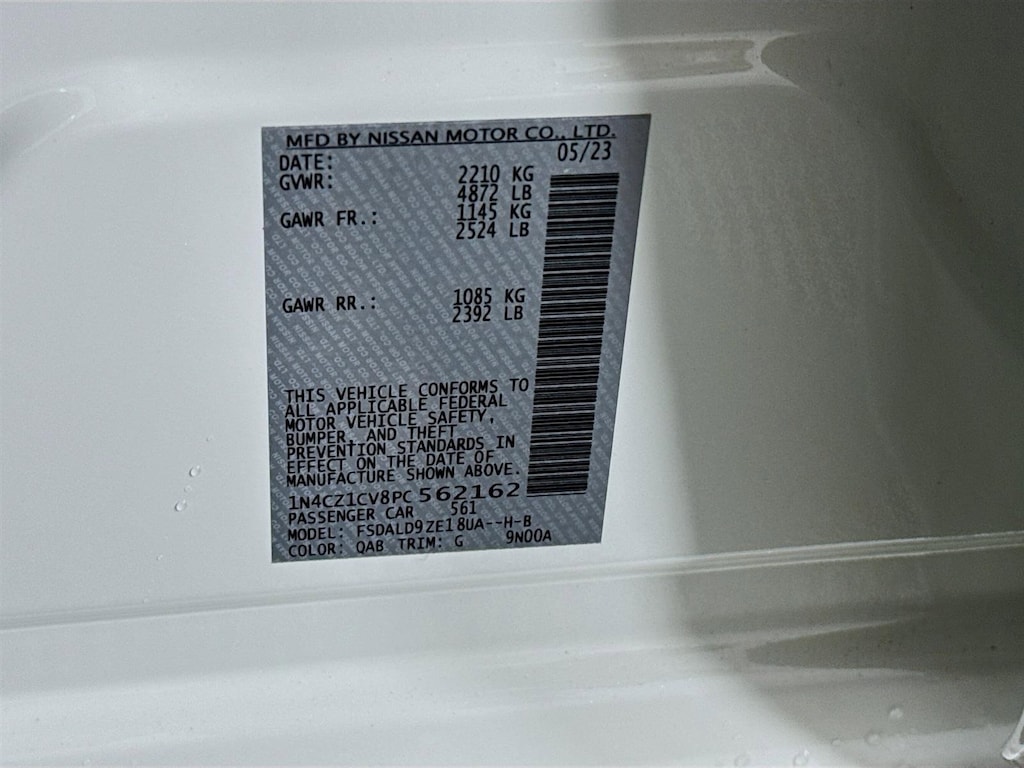 MFD BY NISSAN MOTOR CO., LTD.
DATE: 05/23
GVWR: 2210 KG
4872 LB
GAWR FR.: 1145 KG
2524 LB
GAWR RR.: 1085 KG
2392 LB
THIS VEHICLE CONFORMS TO
ALL APPLICABLE FEDERAL
MOTOR VEHICLE SAFETY,
BUMPER, AND THEFT
PREVENTION STANDARDS IN
EFFECT ON THE DATE OF
MANUFACTURE SHOWN ABOVE.
1N4CZ1CV8PC 562162
PASSENGER CAR 561
MODEL: FSDALD9ZE18UA--H-B
COLOR: QAB TRIM: G 9N00A